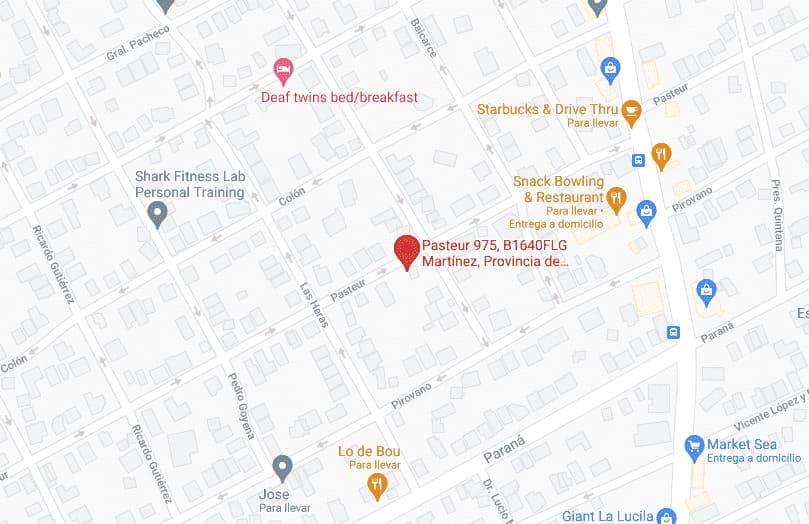 Gral. Pacheco
Baicarce
Deaf twins bed/breakfast
Starbucks & Drive Thru
Para llevar
Pasteur
Shark Fitness Lab
Personal Training
Colón
Snack Bowling
& Restaurant
Para llevar •
Entrega a domicilio
Pirovano
Pres. Quintana
Ricardo Gutiérrez
Pasteur 975, B1640FLG
Martínez, Provincia de...
Pasteur
Las Heras
Colón
Paraná
Es
Pedro Goyena
Pirovano
Vicente López y
Ricardo Gutiérrez
Lo de Bou
Para llevar
Paraná
Market Sea
Entrega a domicilio
Jose
Para llevar
Dr. Lucio
Giant La Lucila